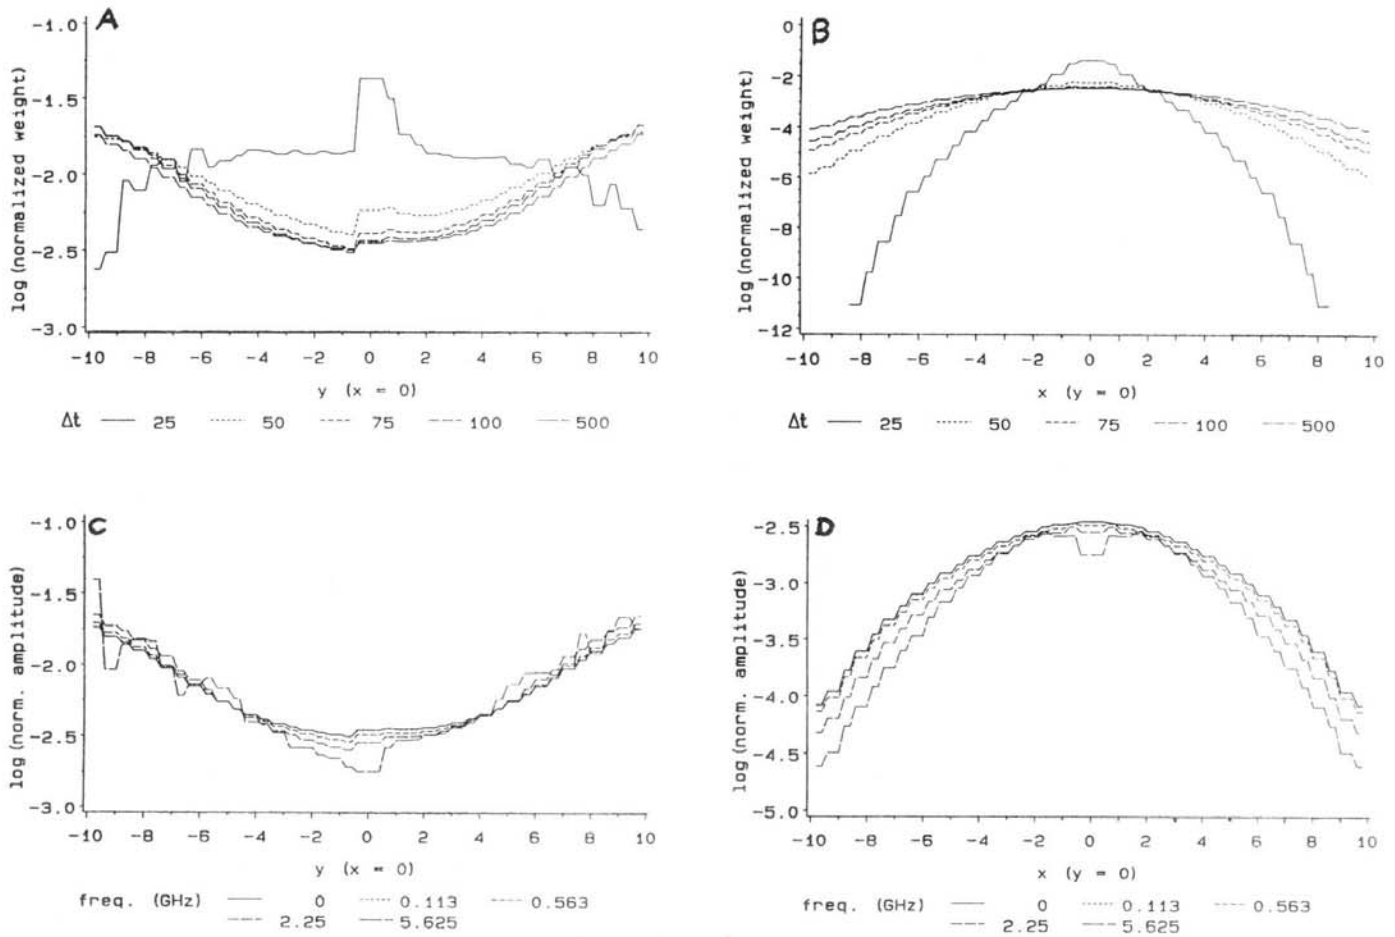 A
-1.0
-1.5
-2.0
-2.5
-3.0
log(normalized weight)
-10 -8 -6 -4 -2 0 2 4 6 8 10
y (x = 0)
Δt 25 50 75 100 500
B
0
-2
-4
-6
-8
-10
-12
log(normalized weight)
-10 -8 -6 -4 -2 0 2 4 6 8 10
x (y = 0)
Δt 25 50 75 100 500
C
-1.0
-1.5
-2.0
-2.5
-3.0
log(norm. amplitude)
-10 -8 -6 -4 -2 0 2 4 6 8 10
y (x = 0)
freq. (GHz) 0 0.113 0.563
2.25 5.625
D
-2.5
-3.0
-3.5
-4.0
-4.5
-5.0
log(norm. amplitude)
-10 -8 -6 -4 -2 0 2 4 6 8 10
x (y = 0)
freq. (GHz) 0 0.113 0.563
2.25 5.625